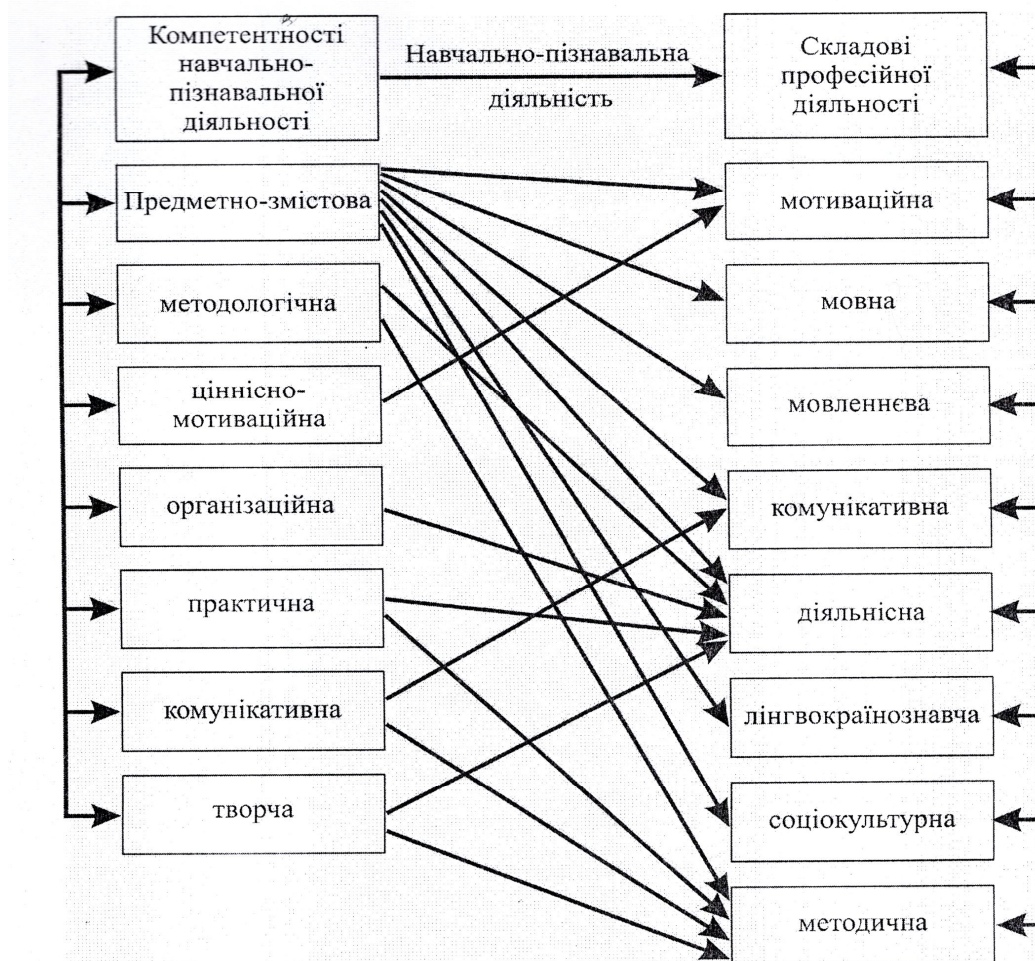 Компетентності
навчально-
пізнавальної
діяльності
Навчально-пізнавальна
діяльність
Складові
професійної
діяльності
Предметно-змістова
мотиваційна
методологічна
мовна
ціннісно-
мотиваційна
мовленнєва
організаційна
комунікативна
практична
діяльнісна
комунікативна
лінгвокраїнознавча
творча
соціокультурна
методична